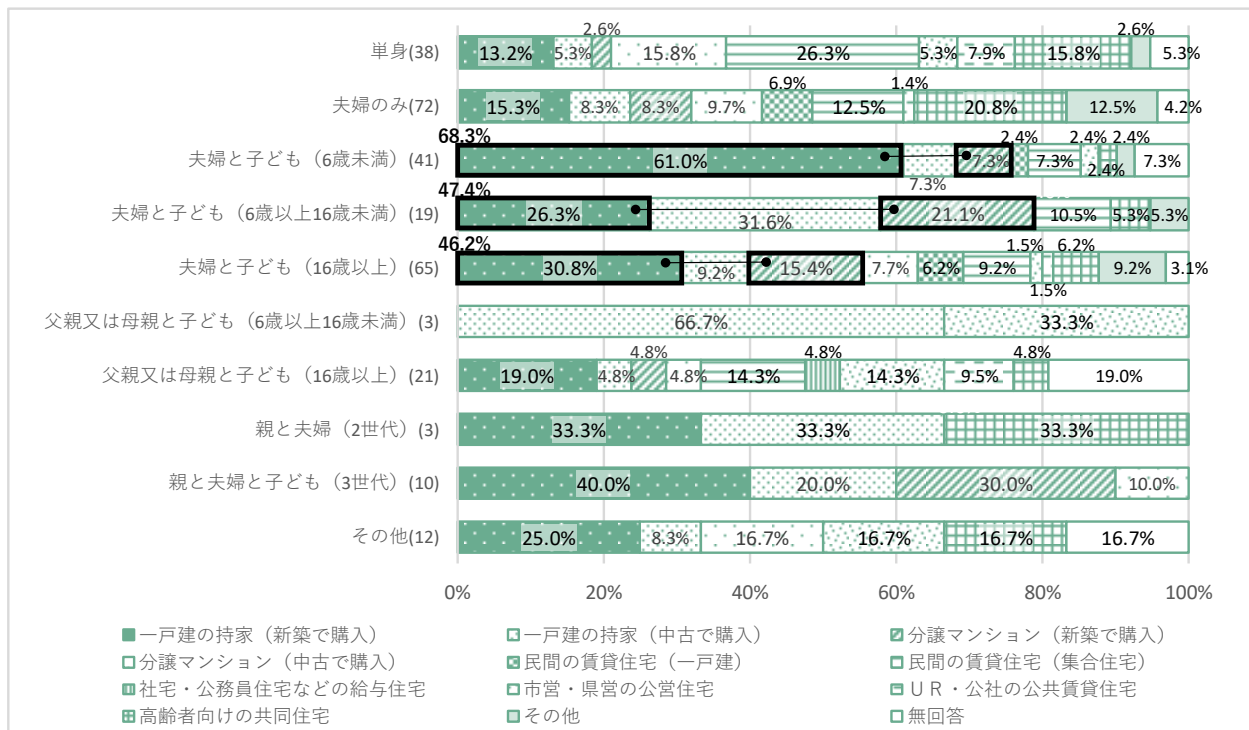 2.6% 2.6%
単身(38) 13.2% 5.3% 15.8% 26.3% 5.3% 7.9% 15.8% 5.3%
6.9% 1.4%
夫婦のみ(72) 15.3% 8.3% 8.3% 9.7% 12.5% 20.8% 12.5% 4.2%
68.3% 2.4% 2.4% 2.4%
夫婦と子ども（6歳未満）(41) 61.0% 7.3% 7.3% 2.4% 7.3%
47.4% 7.3%
夫婦と子ども（6歳以上16歳未満）(19) 26.3% 31.6% 21.1% 10.5% 5.3% 5.3%
46.2% 1.5% 6.2%
夫婦と子ども（16歳以上）(65) 30.8% 9.2% 15.4% 7.7% 6.2% 9.2% 9.2% 3.1%
1.5%
父親又は母親と子ども（6歳以上16歳未満）(3) 66.7% 33.3%
4.8% 4.8% 4.8%
父親又は母親と子ども（16歳以上）(21) 19.0% 4.8% 4.8% 14.3% 14.3% 9.5% 19.0%
親と夫婦（2世代）(3) 33.3% 33.3% 33.3%
親と夫婦と子ども（3世代）(10) 40.0% 20.0% 30.0% 10.0%
その他(12) 25.0% 8.3% 16.7% 16.7% 16.7% 16.7%
0% 20% 40% 60% 80% 100%
一戸建の持家（新築で購入） 一戸建の持家（中古で購入） 分譲マンション（新築で購入）
分譲マンション（中古で購入） 民間の賃貸住宅（一戸建） 民間の賃貸住宅（集合住宅）
社宅・公務員住宅などの給与住宅 市営・県営の公営住宅 ＵＲ・公社の公共賃貸住宅
高齢者向けの共同住宅 その他 無回答